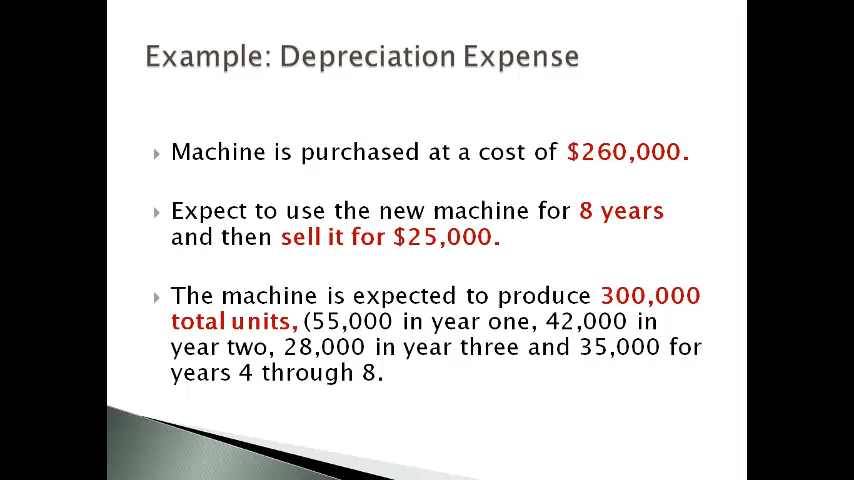 Example: Depreciation Expense
Machine is purchased at a cost of $260,000.
Expect to use the new machine for 8 years
and then sell it for $25,000.
The machine is expected to produce 300,000
total units, (55,000 in year one, 42,000 in
year two, 28,000 in year three and 35,000 for
years 4 through 8.